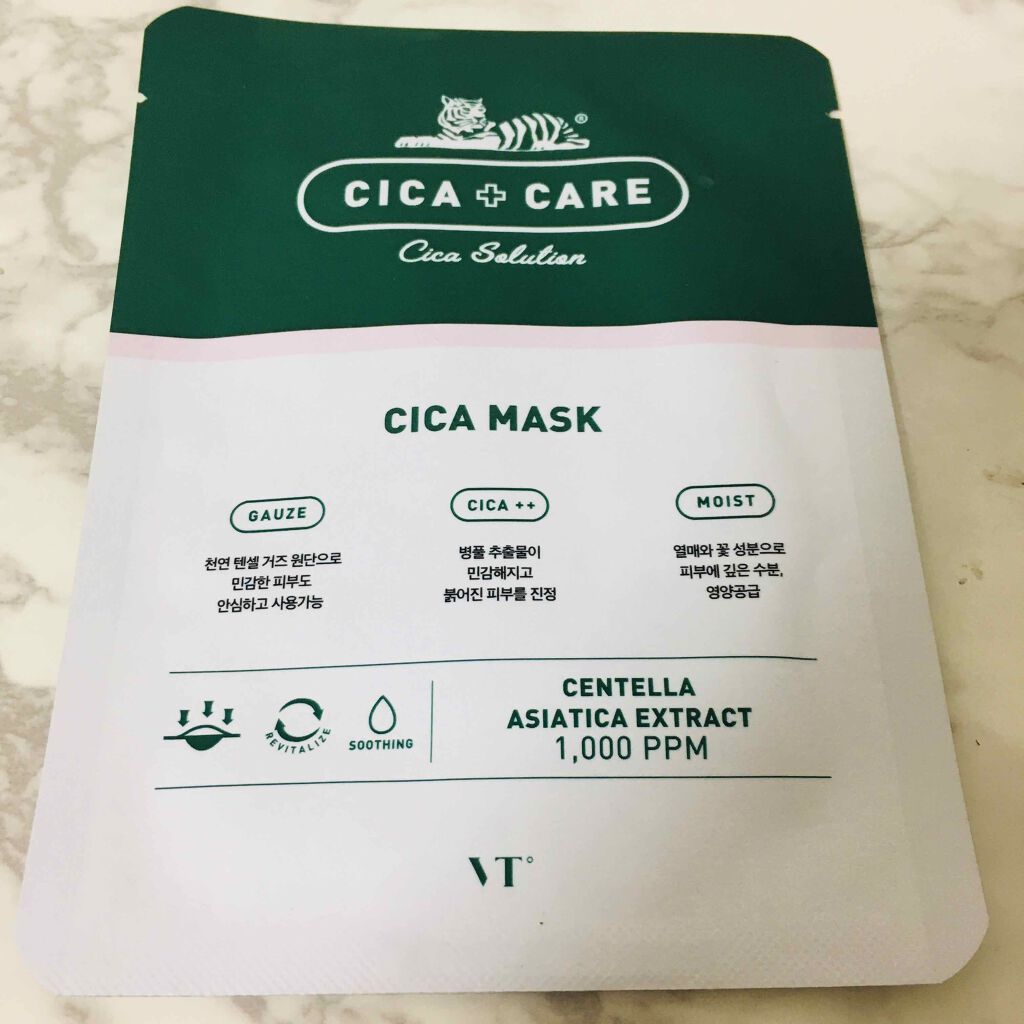 ®
CICA + CARE
Cica Solution
CICA MASK
GAUZE
천연 텐셀 거즈 원단으로
민감한 피부도
안심하고 사용가능
CICA ++
병풀 추출물이
민감해지고
붉어진 피부를 진정
MOIST
열매와 꽃 성분으로
피부에 깊은 수분,
영양공급
REVITALIZE
SOOTHING
CENTELLA
ASIATICA EXTRACT
1,000 PPM
VT°